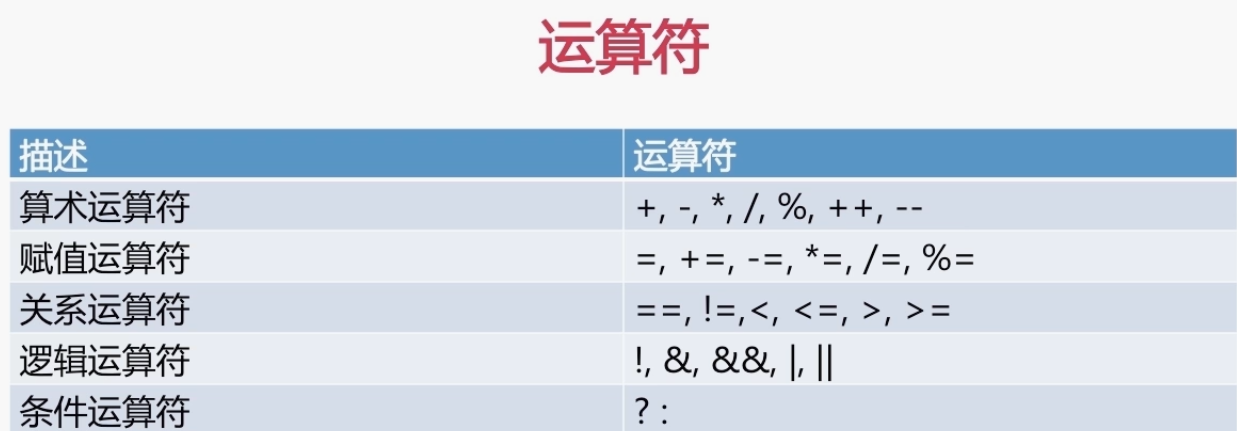 运算符
描述 运算符
算术运算符 +, -, *, /, %, ++, --
赋值运算符 =, +=, -=, *=, /=, %=
关系运算符 ==, !=,<, <=, >, >=
逻辑运算符 !, &, &&, |, ||
条件运算符 ? :